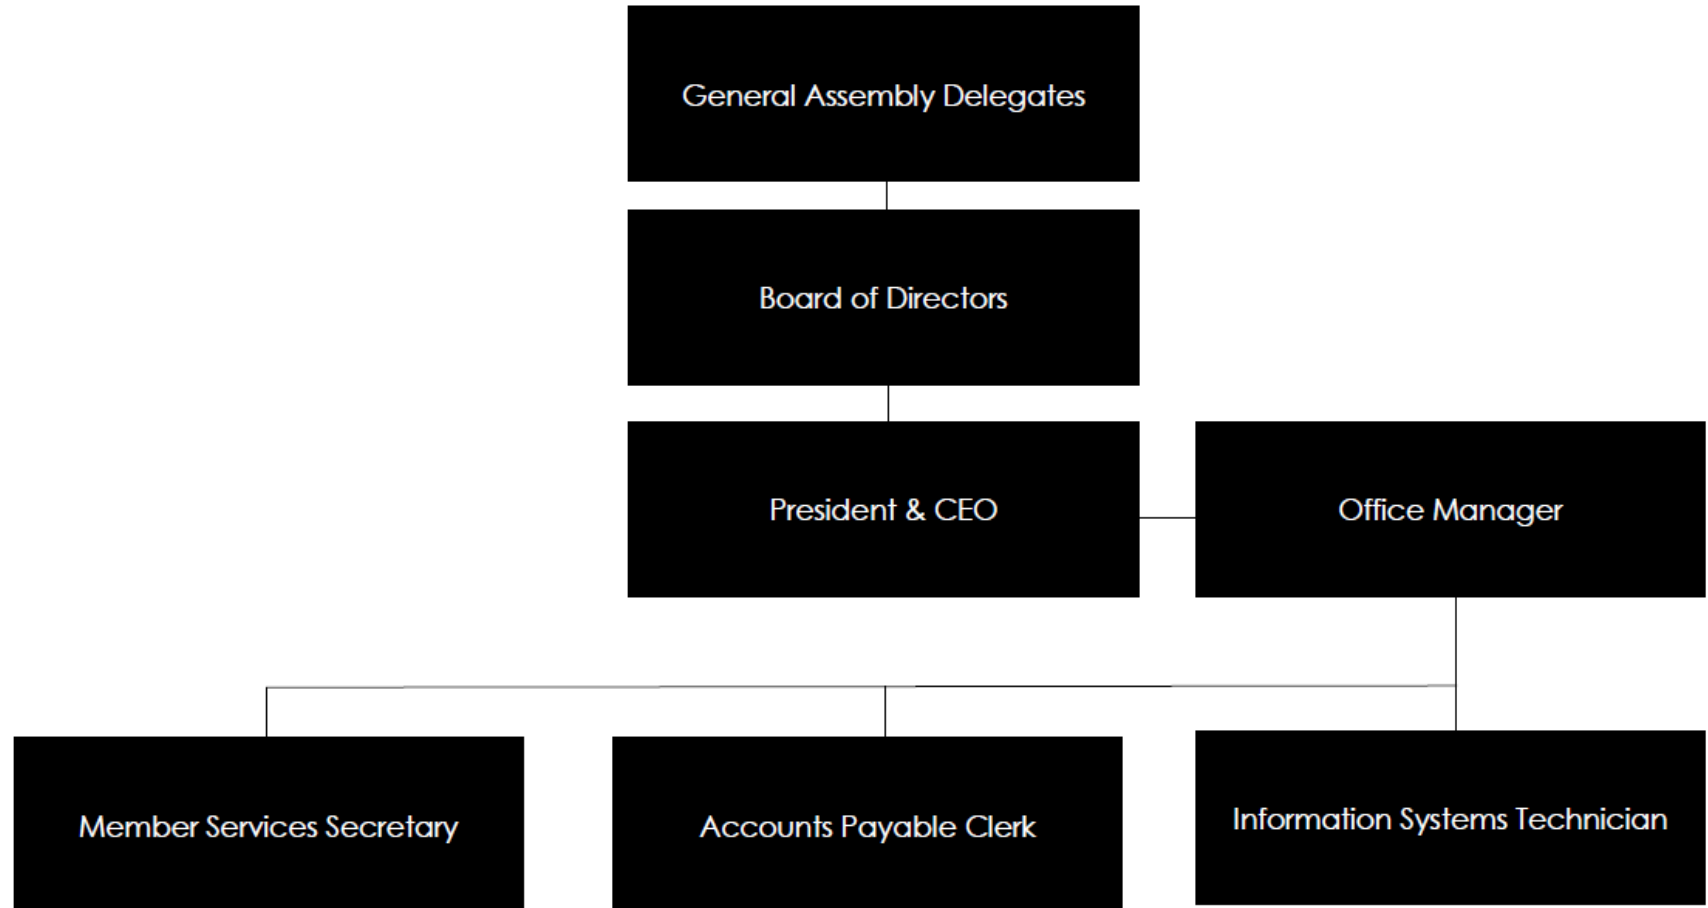 General Assembly Delegates
Board of Directors
President & CEO
Office Manager
Member Services Secretary
Accounts Payable Clerk
Information Systems Technician